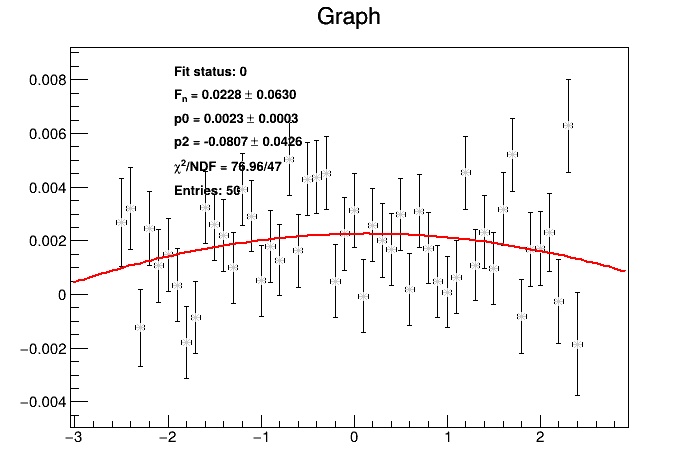 Graph
Fit status: 0
Fn = 0.0228 ± 0.0630
p0 = 0.0023 ± 0.0003
p2 = -0.0807 ± 0.0426
χ²/NDF = 76.96/47
Entries: 50
0.008
0.006
0.004
0.002
0
−0.002
−0.004
−3
−2
−1
0
1
2